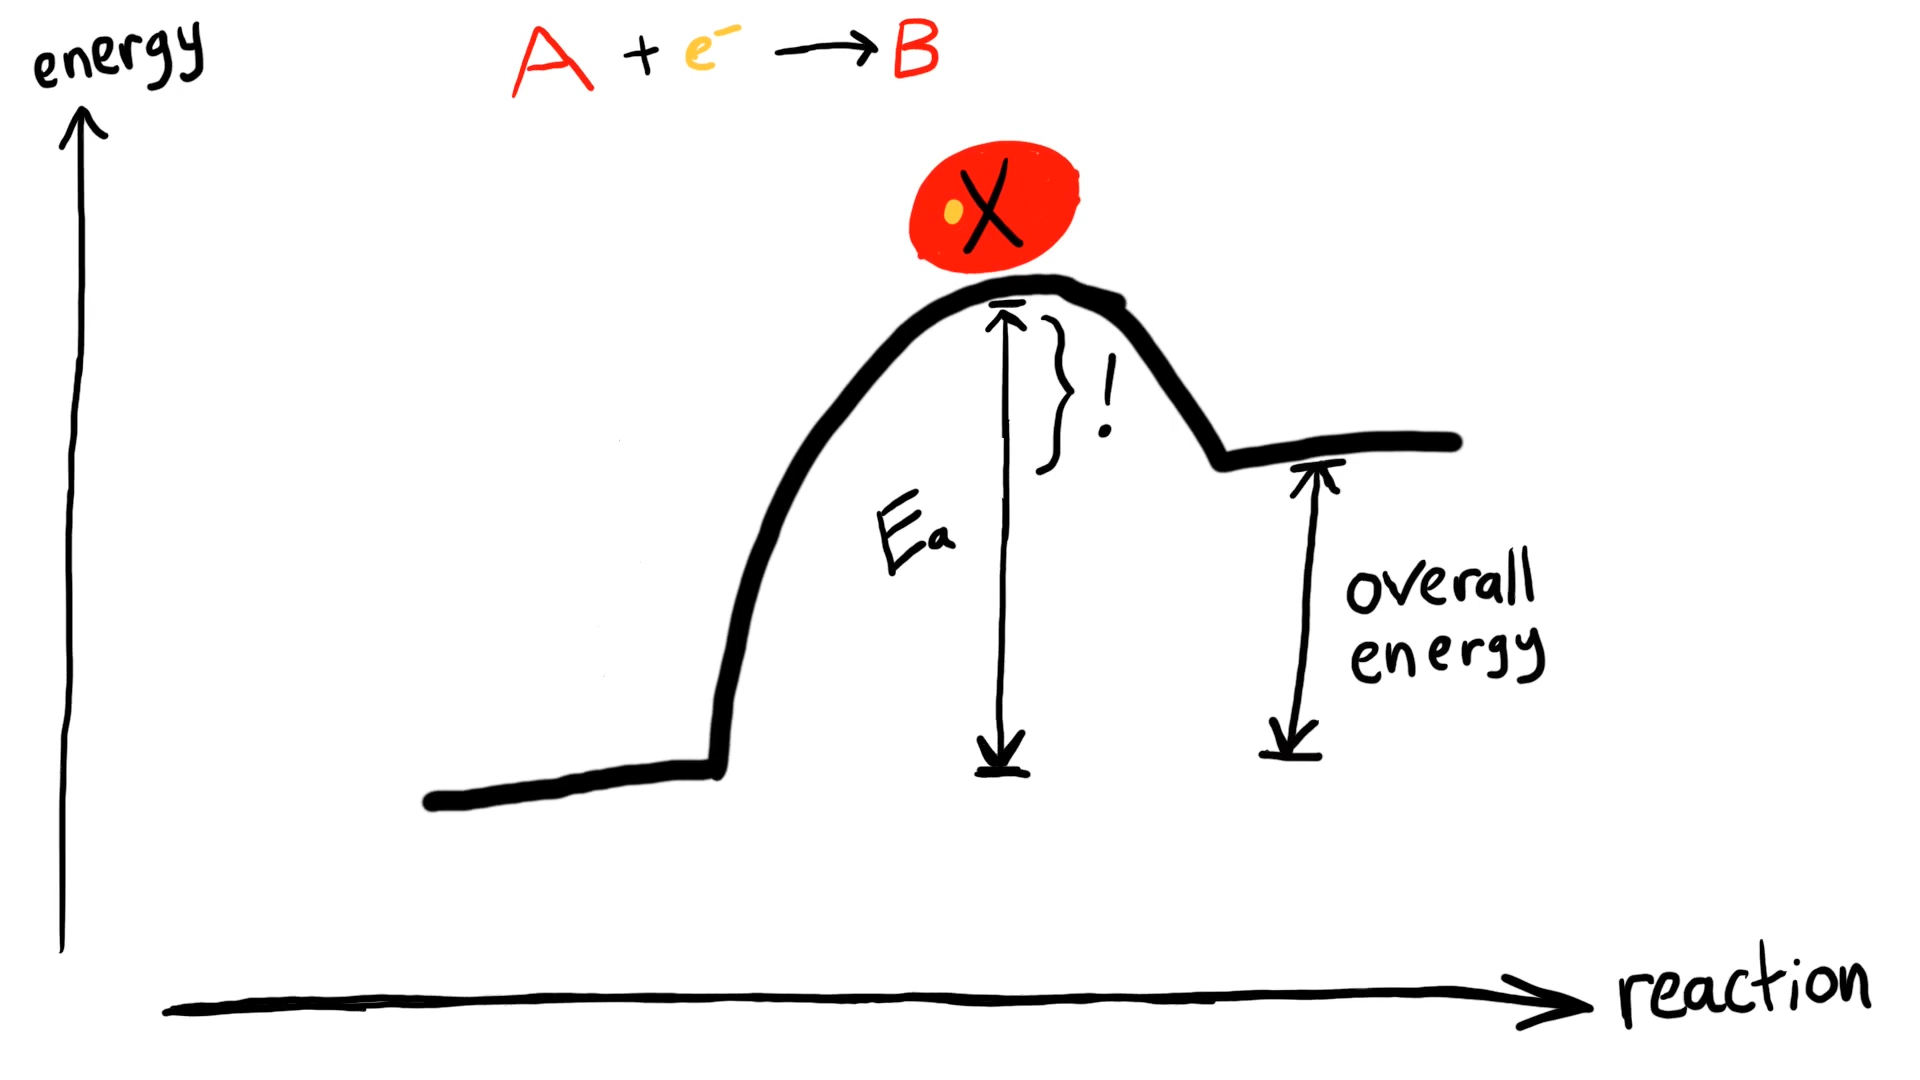 energy
A + e⁻ → B
X
} !
Ea
overall
energy
reaction